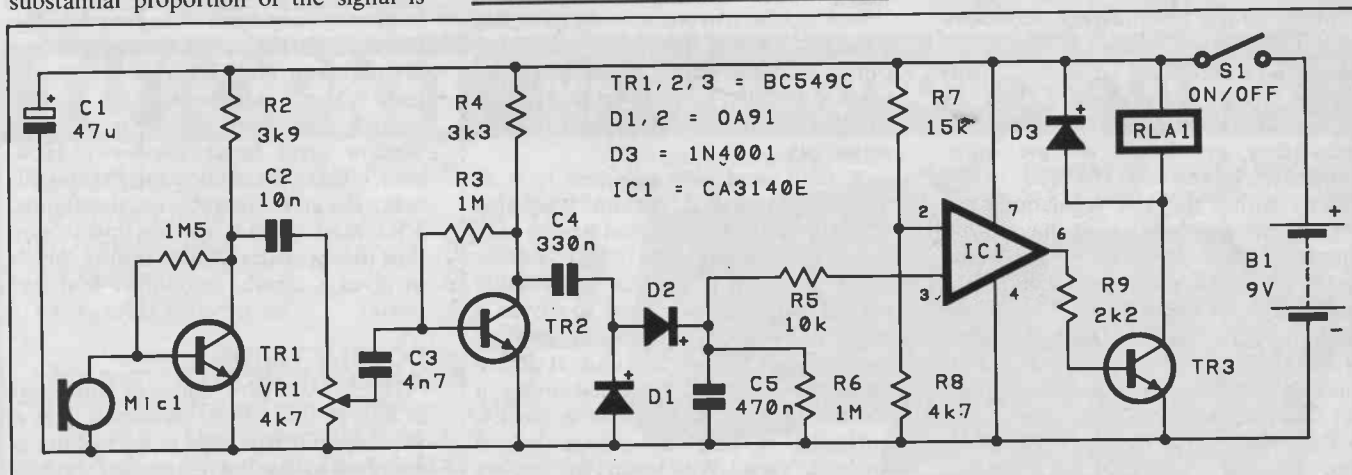 substantial proportion of the signal is
C1
47u
R2
3k9
C2
10n
1M5
Mic1
TR1
VR1
4k7
R3
1M
R4
3k3
C3
4n7
C4
330n
TR2
TR1,2,3 = BC549C
D1,2 = OA91
D3 = 1N4001
IC1 = CA3140E
D2
D1
R5
10k
C5
470n
R6
1M
R7
15k
R8
4k7
2
3
IC1
7
6
4
R9
2k2
D3
RLA1
TR3
S1
ON/OFF
B1
9V
+
-